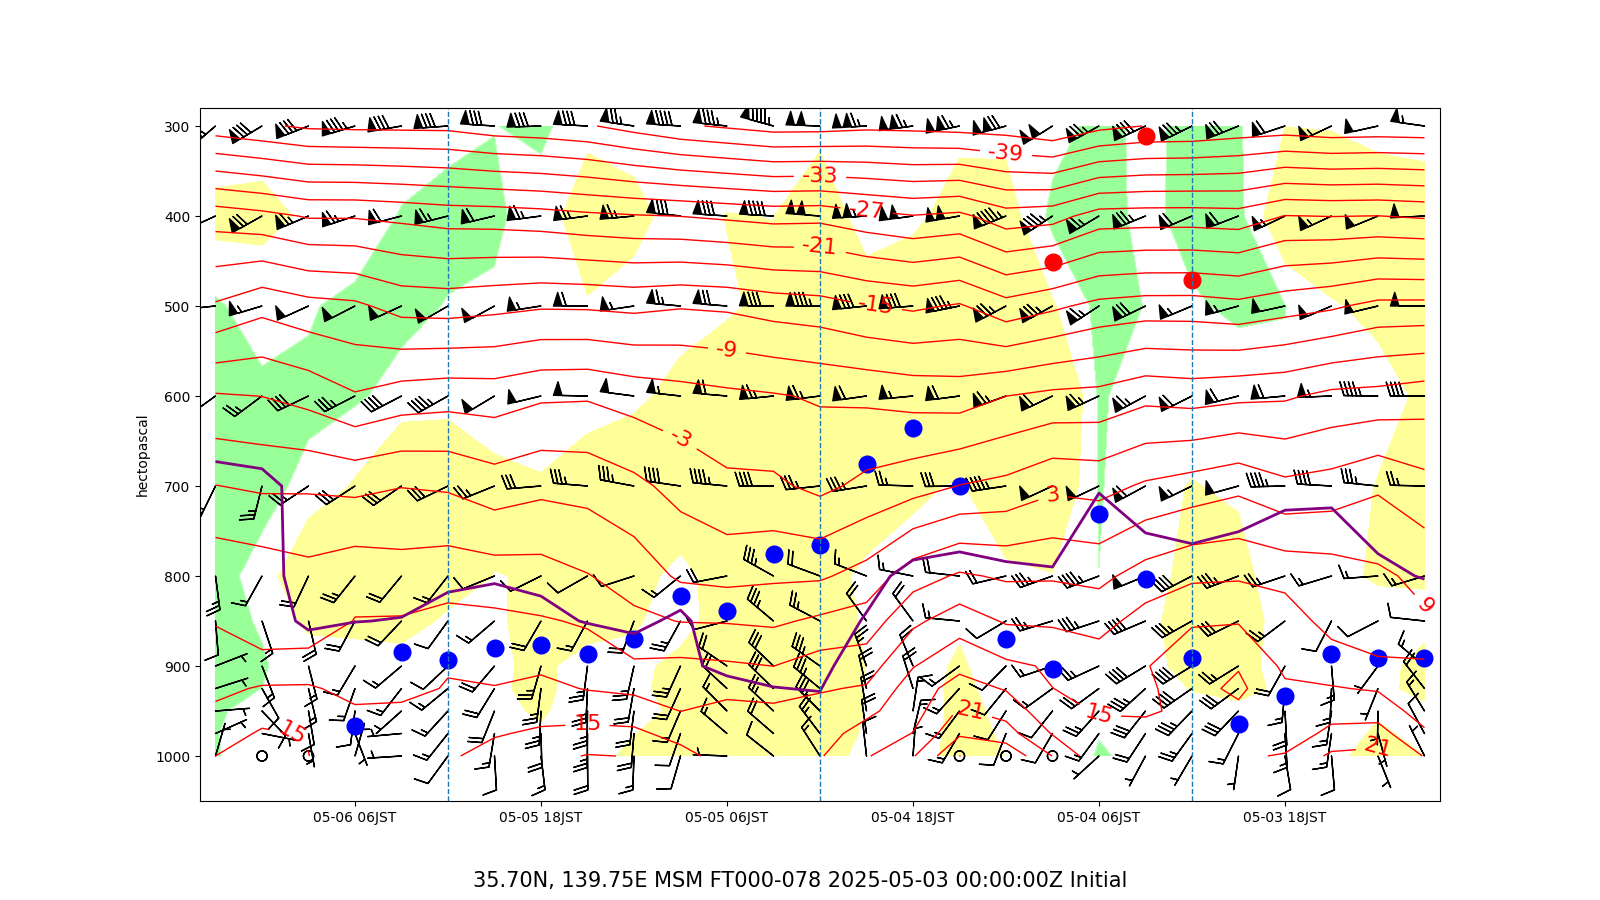 300
400
500
600
700
800
900
1000
hectopascal
-39
-33
-27
-21
-15
-9
-3
3
9
15
15
21
15
21
05-06 06JST
05-05 18JST
05-05 06JST
05-04 18JST
05-04 06JST
05-03 18JST
35.70N, 139.75E MSM FT000-078 2025-05-03 00:00:00Z Initial